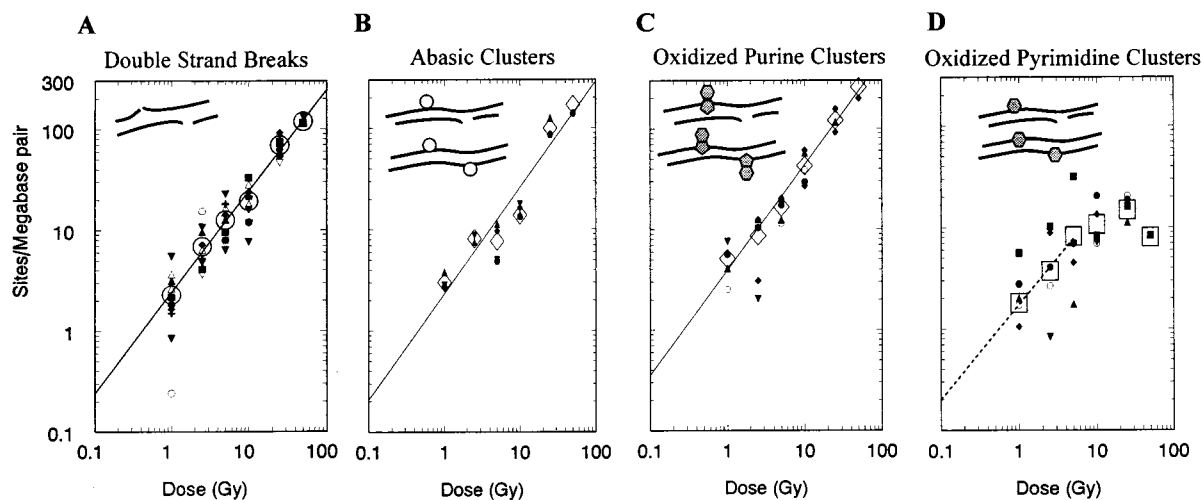 A
Double Strand Breaks
B
Abasic Clusters
C
Oxidized Purine Clusters
D
Oxidized Pyrimidine Clusters
Sites/Megabase pair
300
100
10
1
0.1
0.1 1 10 100
0.1 1 10 100
0.1 1 10 100
0.1 1 10 100
Dose (Gy)
Dose (Gy)
Dose (Gy)
Dose (Gy)